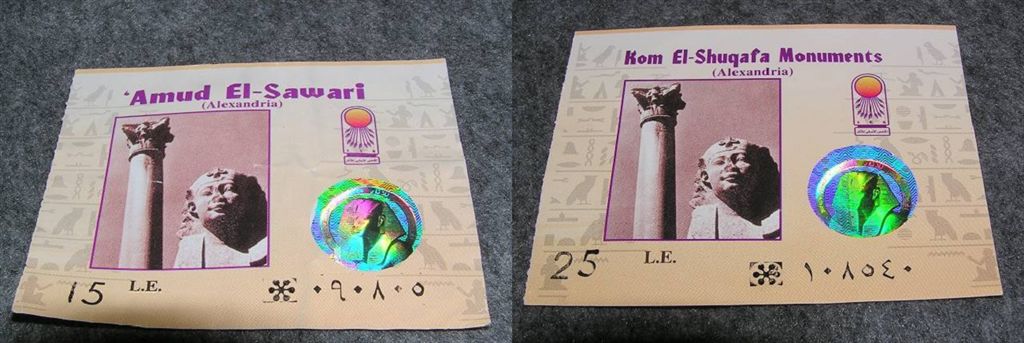 'Amud El-Sawari
(Alexandria)
15 L.E.
٠٩٠٨٠٥
Kom El-Shuqafa Monuments
(Alexandria)
25 L.E.
١٠٨٥٤٠